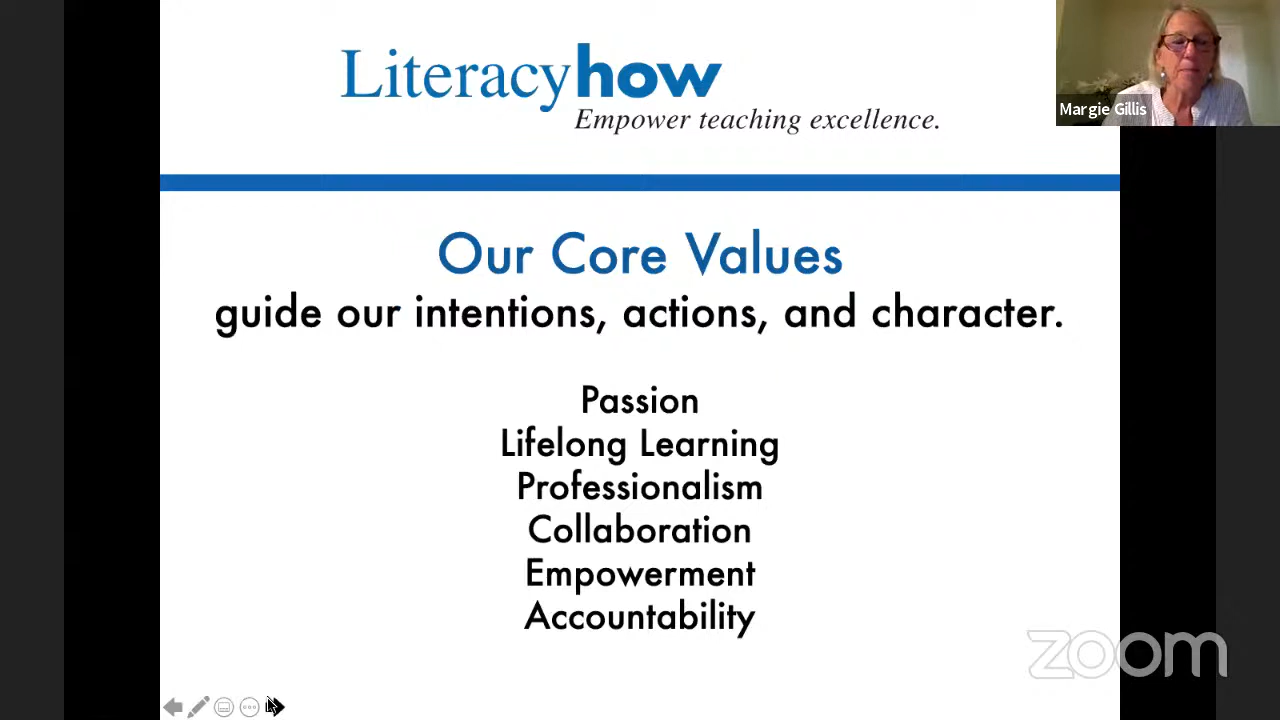 Literacyhow
Empower teaching excellence.
Margie Gillis
Our Core Values
guide our intentions, actions, and character.
Passion
Lifelong Learning
Professionalism
Collaboration
Empowerment
Accountability
zoom